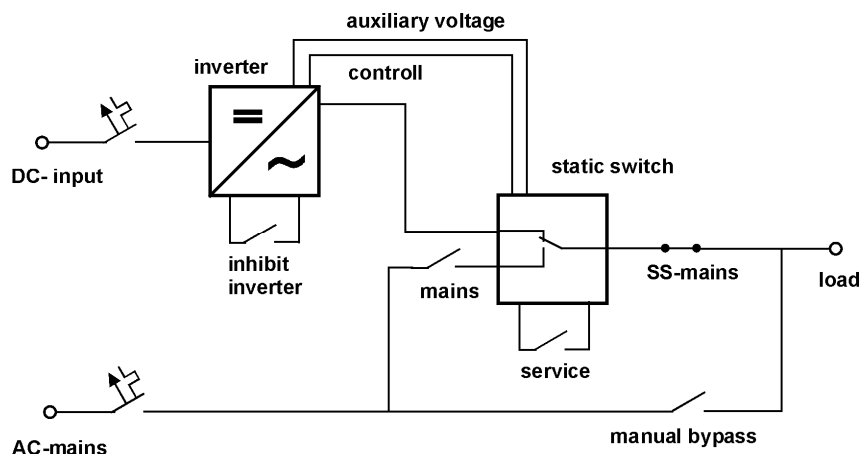 auxiliary voltage
inverter
controll
DC- input
static switch
inhibit
inverter
mains
SS-mains
load
service
manual bypass
AC-mains